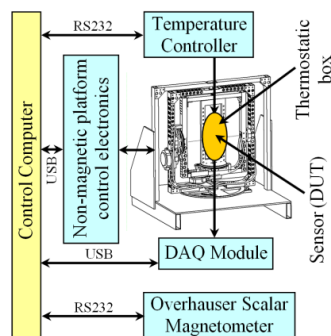 RS232
Temperature
Controller
Thermostatic
box
Control Computer
USB
Non-magnetic platform
control electronics
Sensor (DUT)
USB
DAQ Module
RS232
Overhauser Scalar
Magnetometer